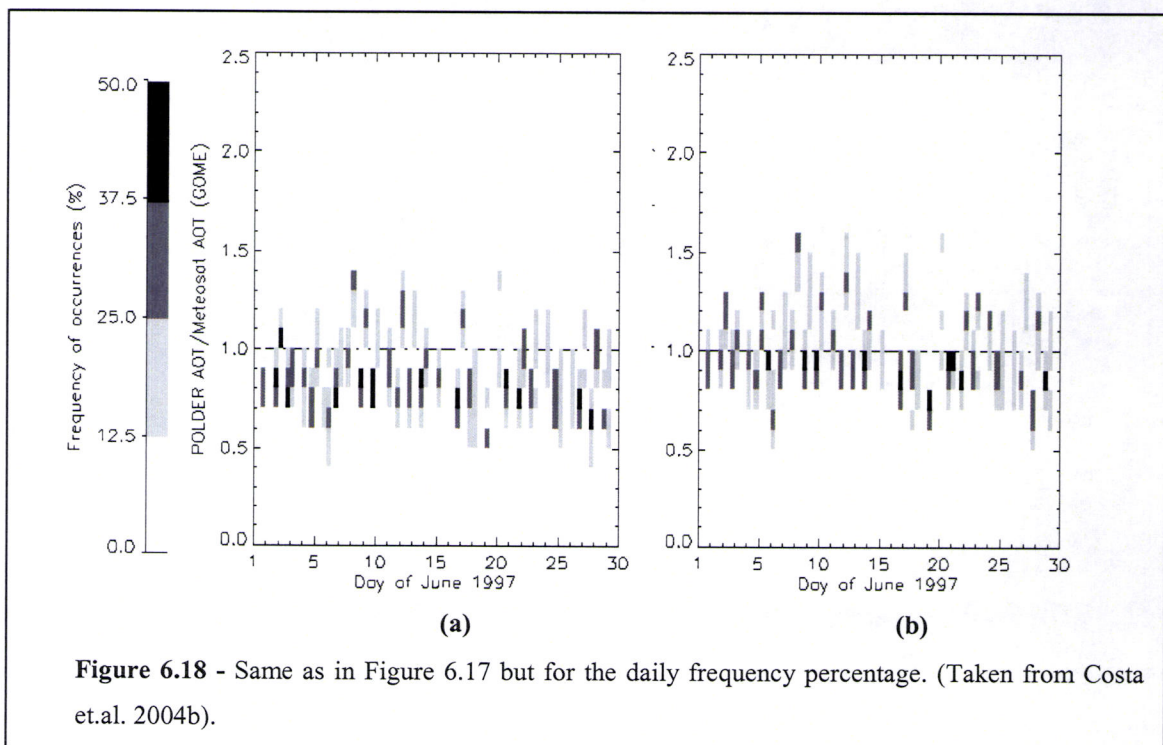 50.0
37.5
25.0
12.5
0.0
Frequency of occurrences (%)
POLDER AOT/Meteosat AOT (GOME)
2.5
2.0
1.5
1.0
0.5
0.0
1 5 10 15 20 25 30
Day of June 1997
(a)
2.5
2.0
1.5
1.0
0.5
0.0
1 5 10 15 20 25 30
Day of June 1997
(b)
Figure 6.18 - Same as in Figure 6.17 but for the daily frequency percentage. (Taken from Costa
et.al. 2004b).